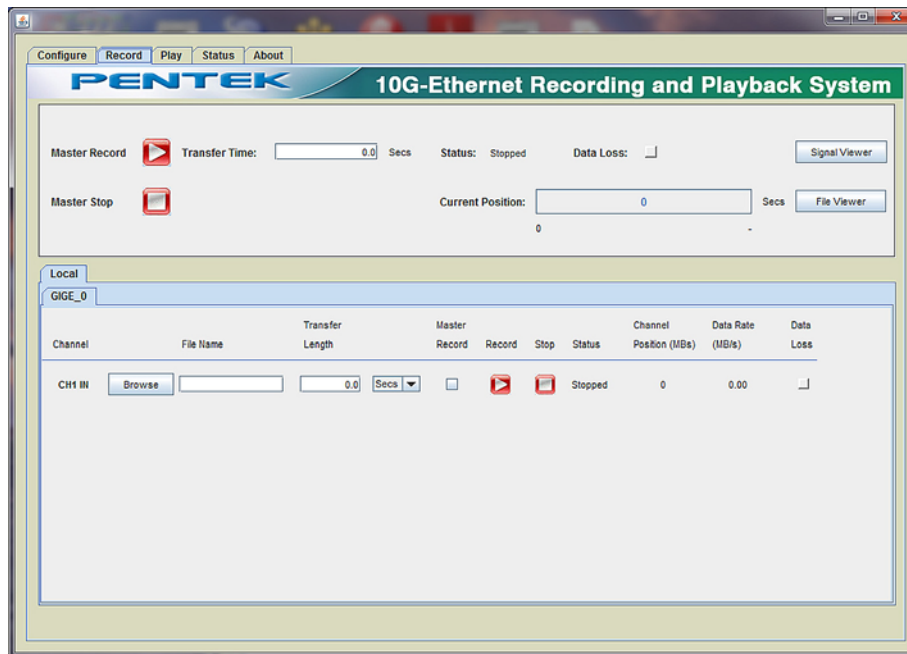 Configure Record Play Status About
PENTEK 10G-Ethernet Recording and Playback System
Master Record Transfer Time: 0.0 Secs Status: Stopped Data Loss: Signal Viewer
Master Stop Current Position: 0 Secs File Viewer
0 -
Local
GIGE_0
Transfer Master Channel Data Rate Data
Channel File Name Length Record Record Stop Status Position (MBs) (MB/s) Loss
CH1 IN Browse 0.0 Secs Stopped 0 0.00